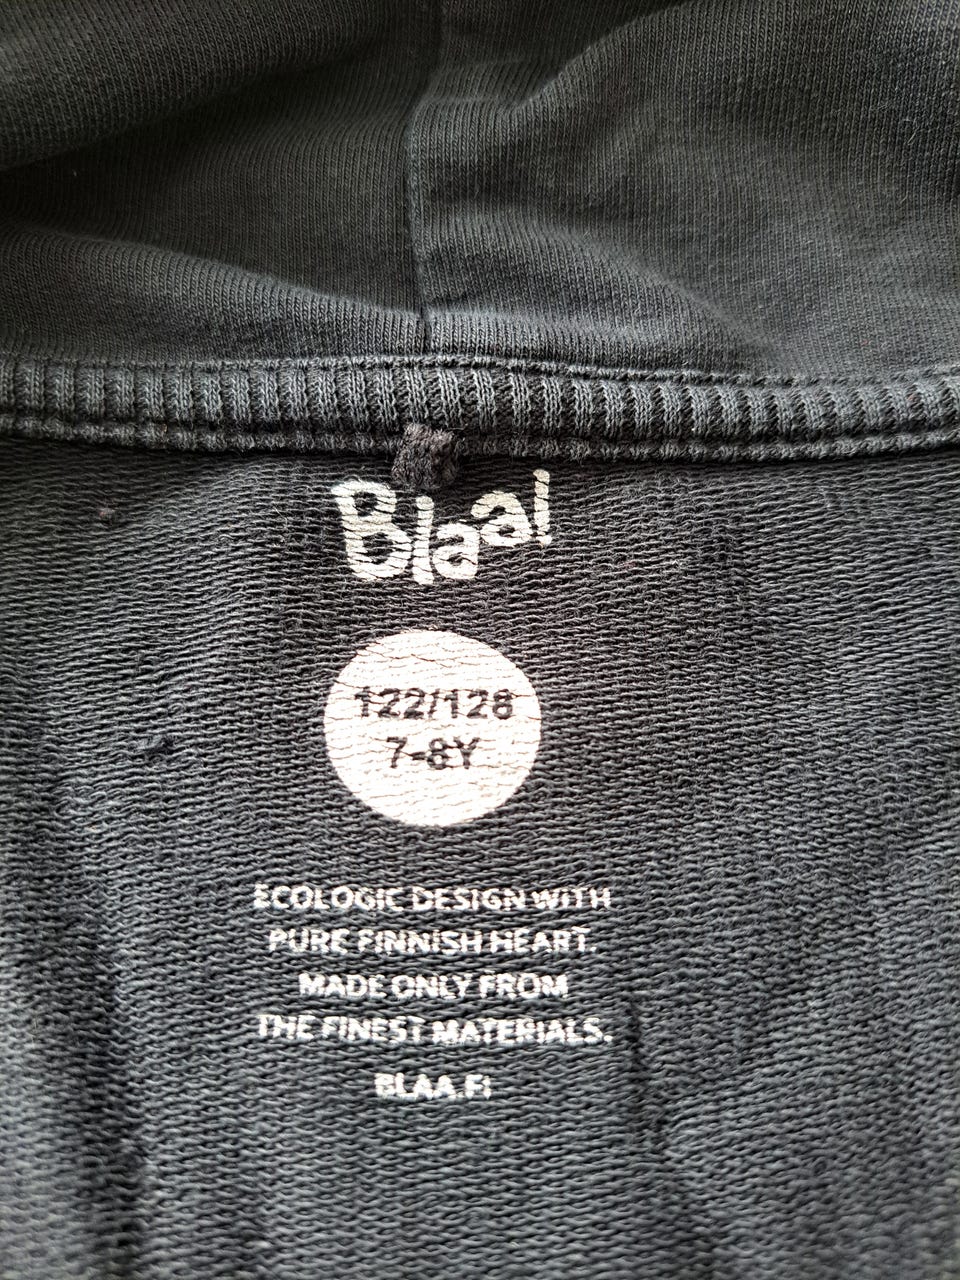 Blaa!
122/128
7-8Y
ECOLOGIC DESIGN WITH
PURE FINNISH HEART.
MADE ONLY FROM
THE FINEST MATERIALS.
BLAA.FI